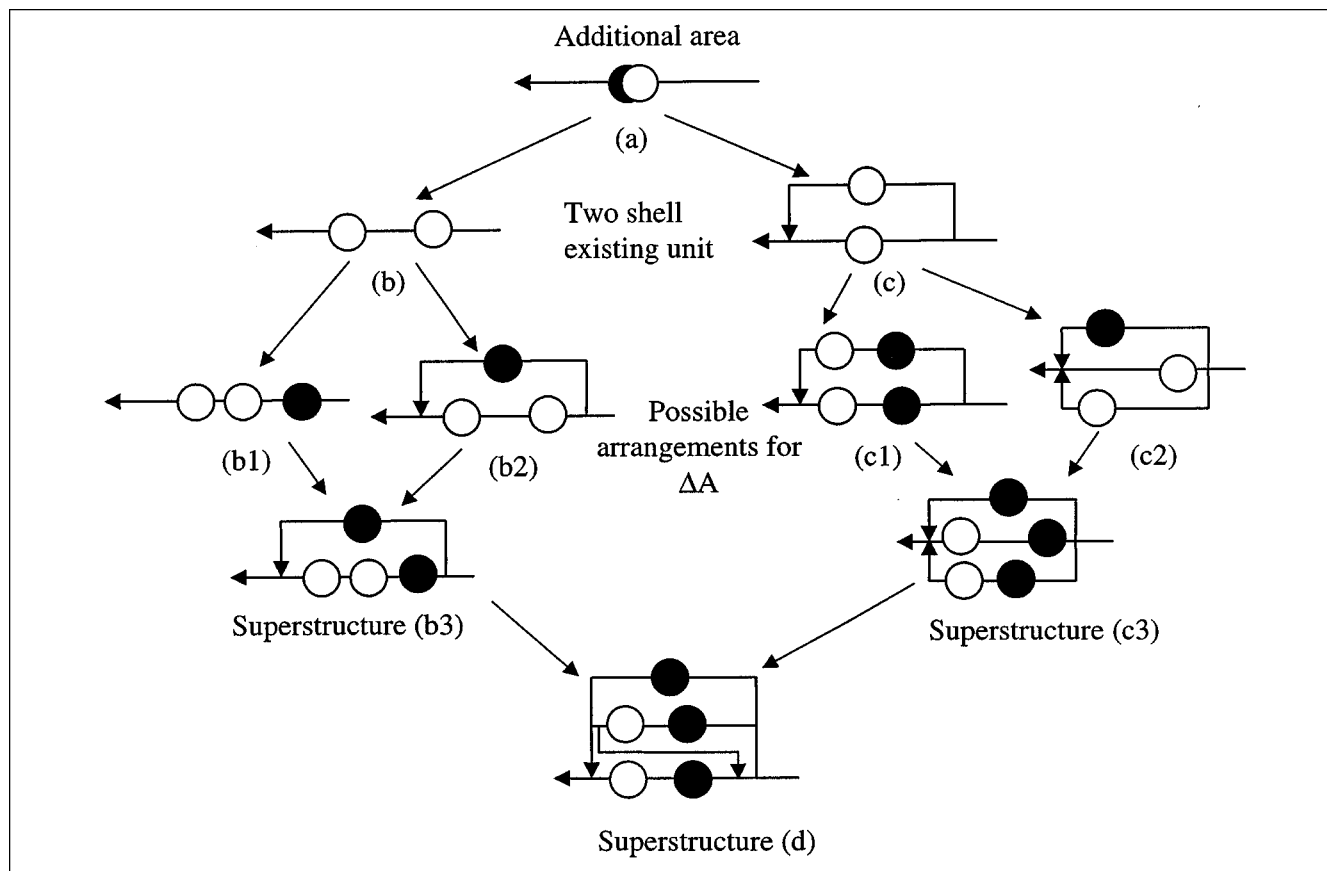 Additional area
(a)
Two shell
existing unit
(b)
(c)
(b1)
(b2)
Possible
arrangements for
ΔA
(c1)
(c2)
Superstructure (b3)
Superstructure (c3)
Superstructure (d)